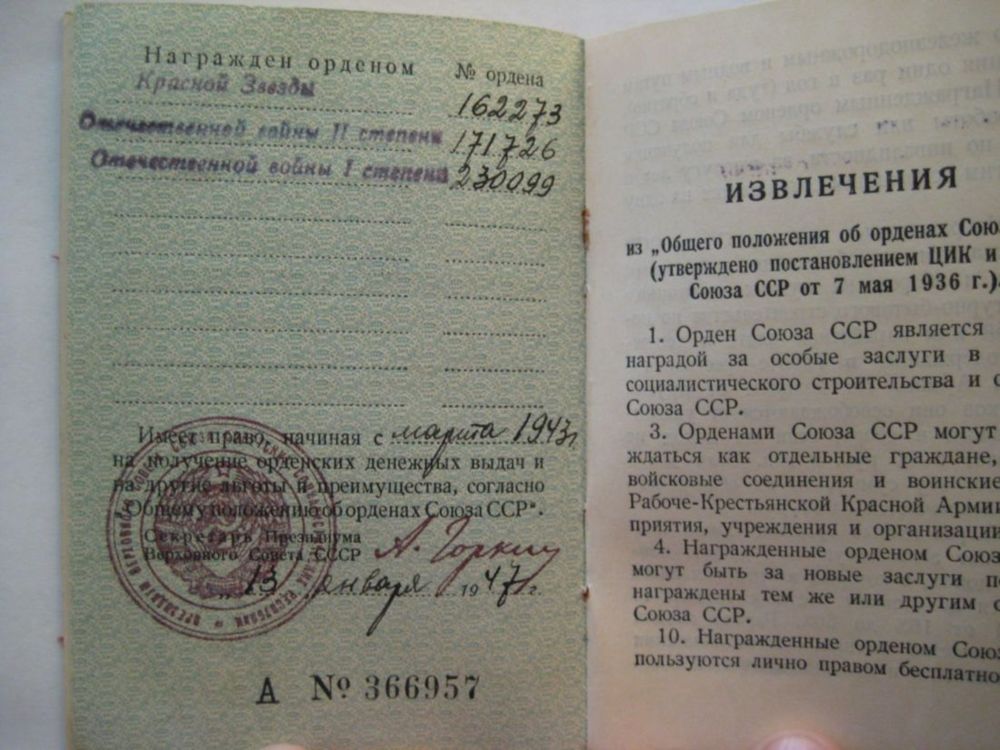 Награжден орденом № ордена
Красной Звезды 162273
Отечественной войны II степени 171726
Отечественной войны I степени 230099
Имеет право, начиная с марта 1943 г.
на получение орденских денежных выдач и
на другие льготы и преимущества, согласно
„Общему положению об орденах Союза ССР“.
Секретарь Президиума
Верховного Совета СССР А. Горкин
13 января 1947 г.
А № 366957
ИЗВЛЕЧЕНИЯ
из „Общего положения об орденах Союз
(утверждено постановлением ЦИК и
Союза ССР от 7 мая 1936 г.).
1. Орден Союза ССР является
наградой за особые заслуги в
социалистического строительства и о
Союза ССР.
3. Орденами Союза ССР могут
ждаться как отдельные граждане,
войсковые соединения и воинские
Рабоче-Крестьянской Красной Армии
приятия, учреждения и организации
4. Награжденные орденом Союз
могут быть за новые заслуги по
награждены тем же или другим о
Союза ССР.
10. Награжденные орденом Союз
пользуются лично правом бесплатно